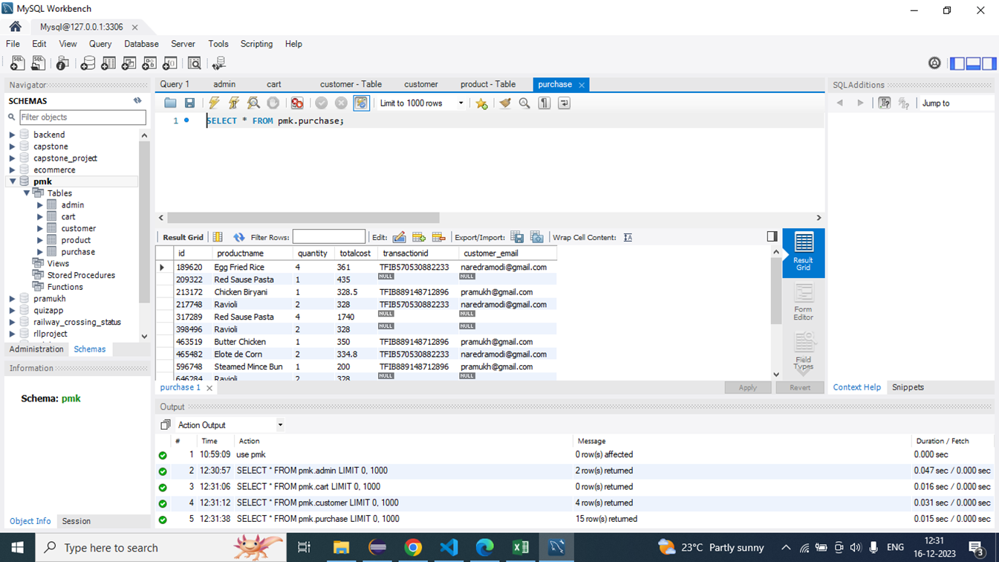 MySQL Workbench
Mysql@127.0.0.1:3306
File Edit View Query Database Server Tools Scripting Help
Navigator
SCHEMAS
Filter objects
backend
capstone
capstone_project
ecommerce
pmk
Tables
admin
cart
customer
product
purchase
Views
Stored Procedures
Functions
pramukh
quizapp
railway_crossing_status
rllproject
Administration Schemas
Information
Schema: pmk
Object Info Session
Query 1 admin cart customer - Table customer product - Table purchase
Limit to 1000 rows
1 SELECT * FROM pmk.purchase;
Result Grid Filter Rows: Edit: Export/Import: Wrap Cell Content:
id productname quantity totalcost transactionid customer_email
189620 Egg Fried Rice 4 361 TFIB570530882233 naredramodi@gmail.com
209322 Red Sause Pasta 1 435 NULL NULL
213172 Chicken Biryani 1 328.5 TFIB889148712896 pramukh@gmail.com
217748 Ravioli 2 328 TFIB570530882233 naredramodi@gmail.com
317289 Red Sause Pasta 4 1740 NULL NULL
398496 Ravioli 2 328 NULL NULL
463519 Butter Chicken 1 350 TFIB889148712896 pramukh@gmail.com
465482 Elote de Corn 2 334.8 TFIB570530882233 naredramodi@gmail.com
596748 Steamed Mince Bun 1 200 TFIB889148712896 pramukh@gmail.com
646284 Ravioli 2 328 NULL NULL
Result Grid
Form Editor
Field Types
purchase 1
Apply Revert
SQLAdditions
Jump to
Context Help Snippets
Output
Action Output
# Time Action Message Duration / Fetch
1 10:59:09 use pmk 0 row(s) affected 0.000 sec
2 12:30:57 SELECT * FROM pmk.admin LIMIT 0, 1000 2 row(s) returned 0.047 sec / 0.000 sec
3 12:31:06 SELECT * FROM pmk.cart LIMIT 0, 1000 0 row(s) returned 0.016 sec / 0.000 sec
4 12:31:12 SELECT * FROM pmk.customer LIMIT 0, 1000 4 row(s) returned 0.031 sec / 0.000 sec
5 12:31:38 SELECT * FROM pmk.purchase LIMIT 0, 1000 15 row(s) returned 0.015 sec / 0.000 sec
Type here to search
23°C Partly sunny
ENG
12:31
16-12-2023
3